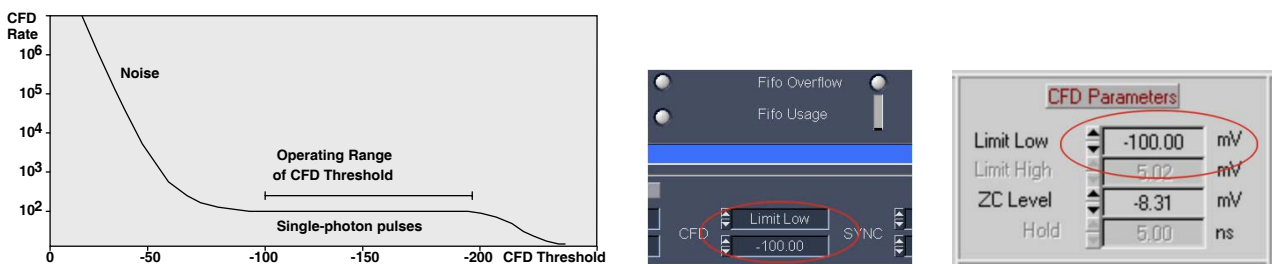 CFD
Rate
10⁶
10⁵
10⁴
10³
10²
Noise
Operating Range
of CFD Threshold
Single-photon pulses
0 -50 -100 -150 -200 CFD Threshold
Fifo Overflow
Fifo Usage
CFD
Limit Low
-100.00
SYNC
CFD Parameters
Limit Low -100.00 mV
Limit High 5.02 mV
ZC Level -8.31 mV
Hold 5.00 ns